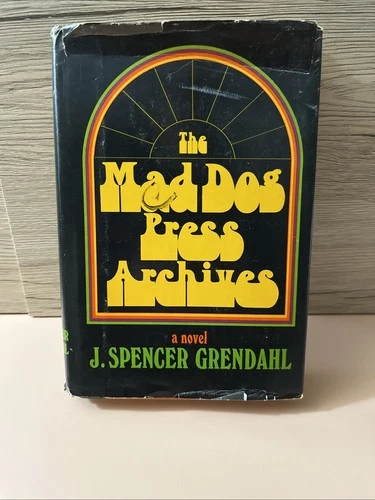 The
Mad Dog
Press
Archives
a novel
J. SPENCER GRENDAHL